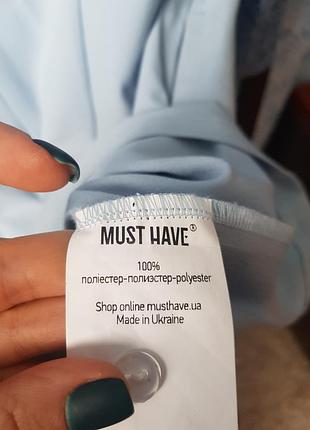 MUST HAVE®
100%
поліестер-полиэстер-polyester
Shop online musthave.ua
Made in Ukraine